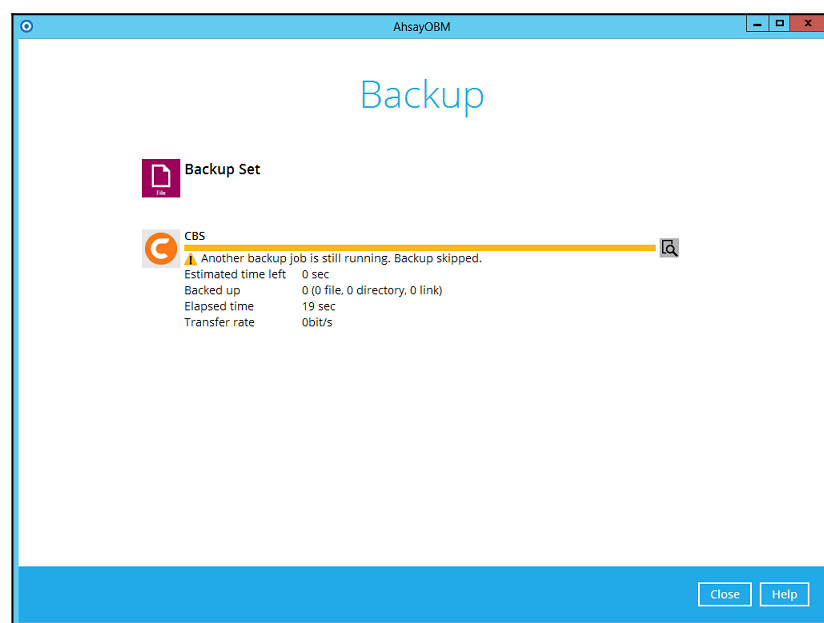 AhsayOBM
Backup
Backup Set
File
CBS
Another backup job is still running. Backup skipped.
Estimated time left 0 sec
Backed up 0 (0 file, 0 directory, 0 link)
Elapsed time 19 sec
Transfer rate 0bit/s
Close Help